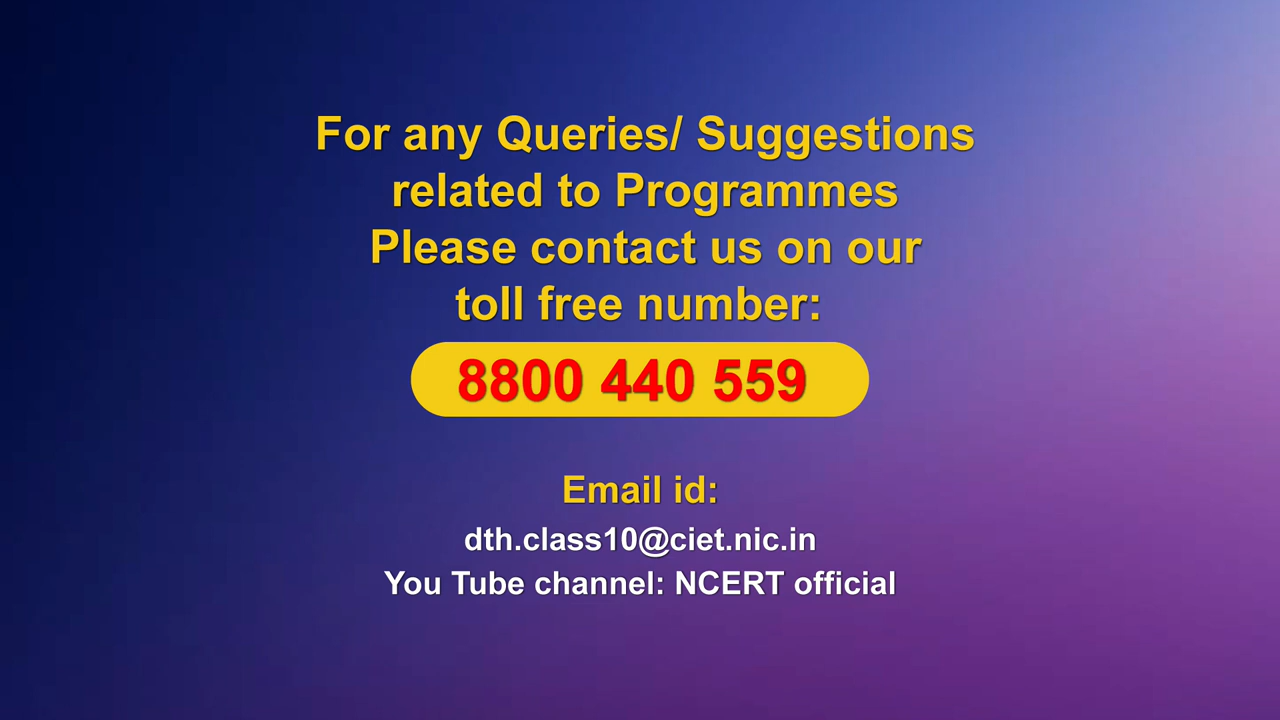 For any Queries/ Suggestions
related to Programmes
Please contact us on our
toll free number:
8800 440 559
Email id:
dth.class10@ciet.nic.in
You Tube channel: NCERT official